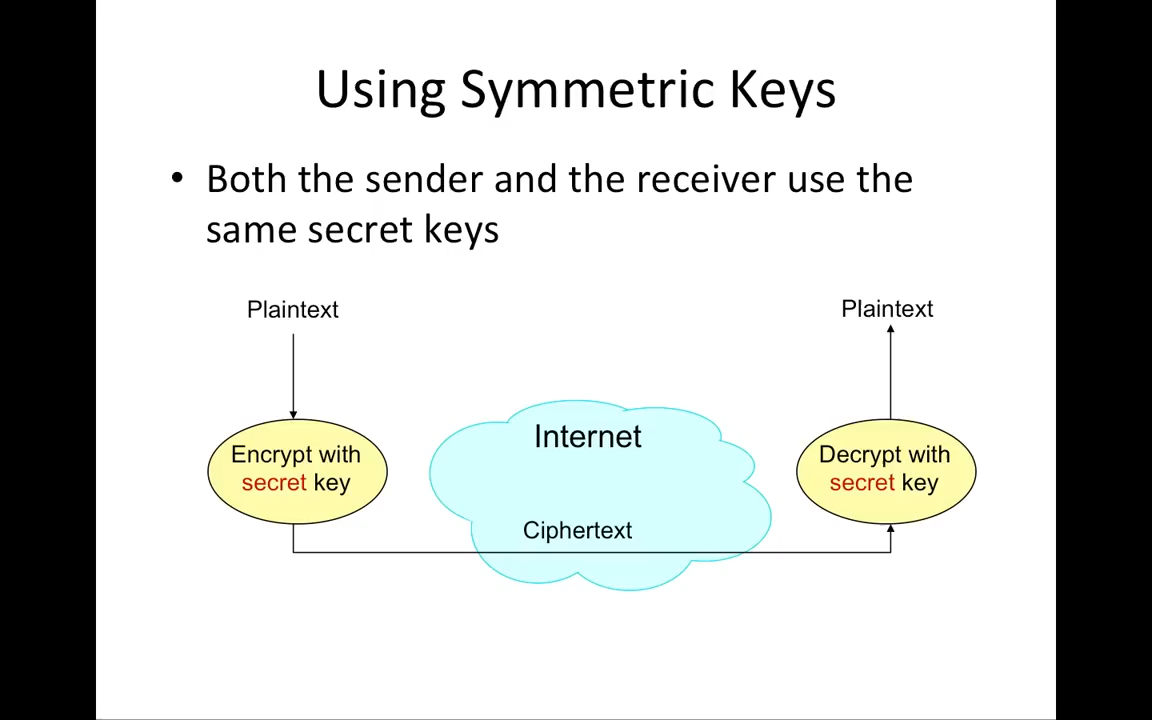 Using Symmetric Keys
• Both the sender and the receiver use the
same secret keys
Plaintext
Plaintext
Encrypt with
secret key
Internet
Ciphertext
Decrypt with
secret key